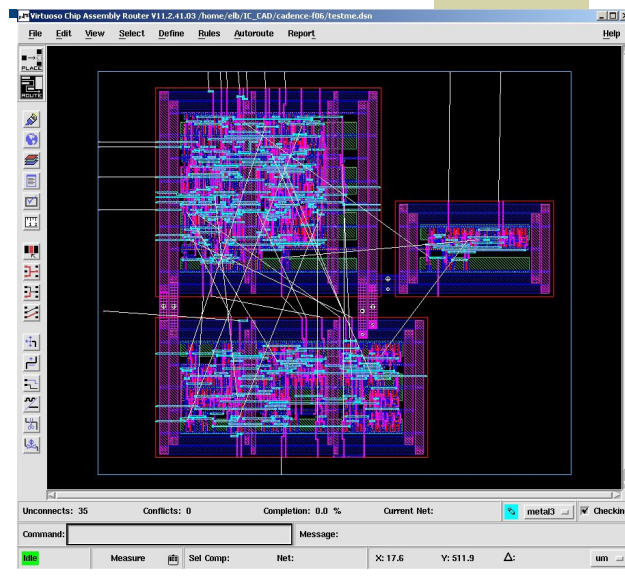 Virtuoso Chip Assembly Router V11.2.41.03 /home/elb/IC_CAD/cadence-f06/testme.dsn
File Edit View Select Define Rules Autoroute Report Help
PLACE
ROUTE
Unconnects: 35 Conflicts: 0 Completion: 0.0 % Current Net: metal3 Checkin
Command: Message:
Idle Measure Sel Comp: Net: X: 17.6 Y: 511.9 Δ: um